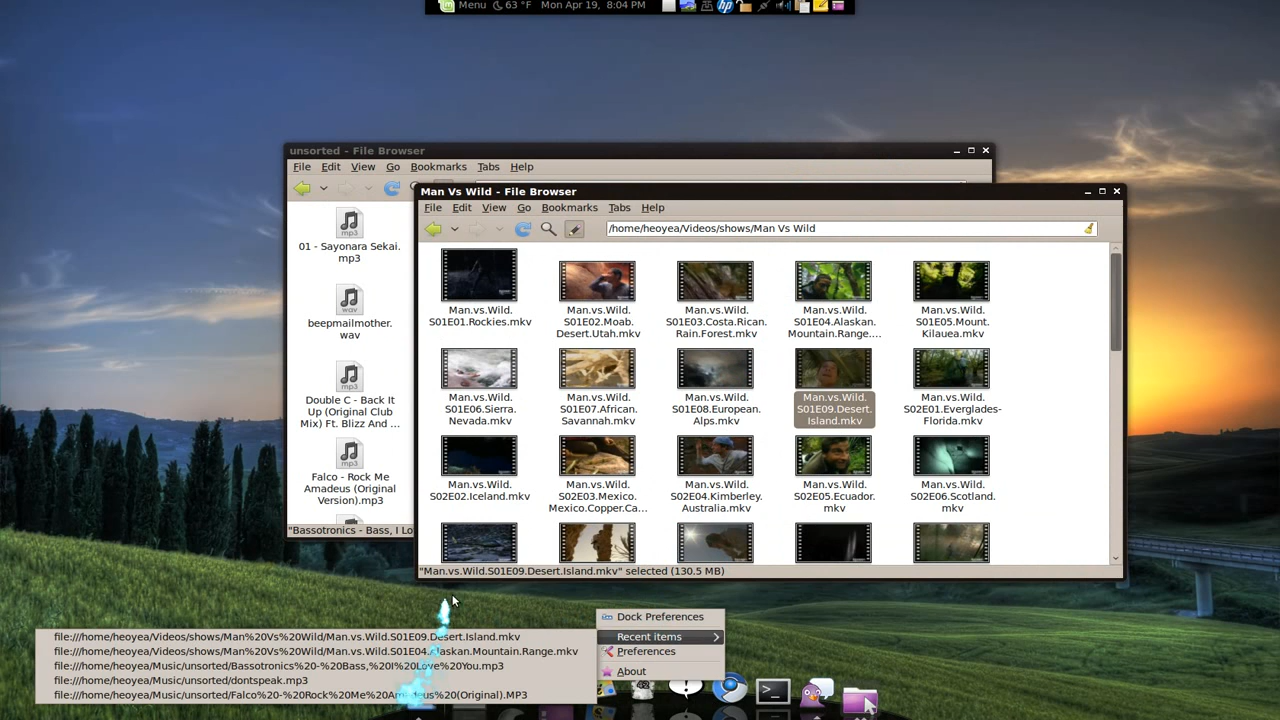 Menu 63 °F Mon Apr 19, 8:04 PM
hp
unsorted - File Browser
File Edit View Go Bookmarks Tabs Help
01 - Sayonara Sekai.
mp3
beepmailmother.
wav
Double C - Back It
Up (Original Club
Mix) Ft. Blizz And ...
Falco - Rock Me
Amadeus (Original
Version).mp3
"Bassotronics - Bass, I Lo
Man Vs Wild - File Browser
File Edit View Go Bookmarks Tabs Help
/home/heoyea/Videos/shows/Man Vs Wild
Man.vs.Wild.
S01E01.Rockies.mkv
Man.vs.Wild.
S01E02.Moab.
Desert.Utah.mkv
Man.vs.Wild.
S01E03.Costa.Rican.
Rain.Forest.mkv
Man.vs.Wild.
S01E04.Alaskan.
Mountain.Range....
Man.vs.Wild.
S01E05.Mount.
Kilauea.mkv
Man.vs.Wild.
S01E06.Sierra.
Nevada.mkv
Man.vs.Wild.
S01E07.African.
Savannah.mkv
Man.vs.Wild.
S01E08.European.
Alps.mkv
Man.vs.Wild.
S01E09.Desert.
Island.mkv
Man.vs.Wild.
S02E01.Everglades-
Florida.mkv
Man.vs.Wild.
S02E02.Iceland.mkv
Man.vs.Wild.
S02E03.Mexico.
Mexico.Copper.Ca...
Man.vs.Wild.
S02E04.Kimberley.
Australia.mkv
Man.vs.Wild.
S02E05.Ecuador.
mkv
Man.vs.Wild.
S02E06.Scotland.
mkv
"Man.vs.Wild.S01E09.Desert.Island.mkv" selected (130.5 MB)
Dock Preferences
Recent items
Preferences
About
file:///home/heoyea/Videos/shows/Man%20Vs%20Wild/Man.vs.Wild.S01E09.Desert.Island.mkv
file:///home/heoyea/Videos/shows/Man%20Vs%20Wild/Man.vs.Wild.S01E04.Alaskan.Mountain.Range.mkv
file:///home/heoyea/Music/unsorted/Bassotronics%20-%20Bass,%20I%20Love%20You.mp3
file:///home/heoyea/Music/unsorted/dontspeak.mp3
file:///home/heoyea/Music/unsorted/Falco%20-%20Rock%20Me%20Amadeus%20(Original).MP3